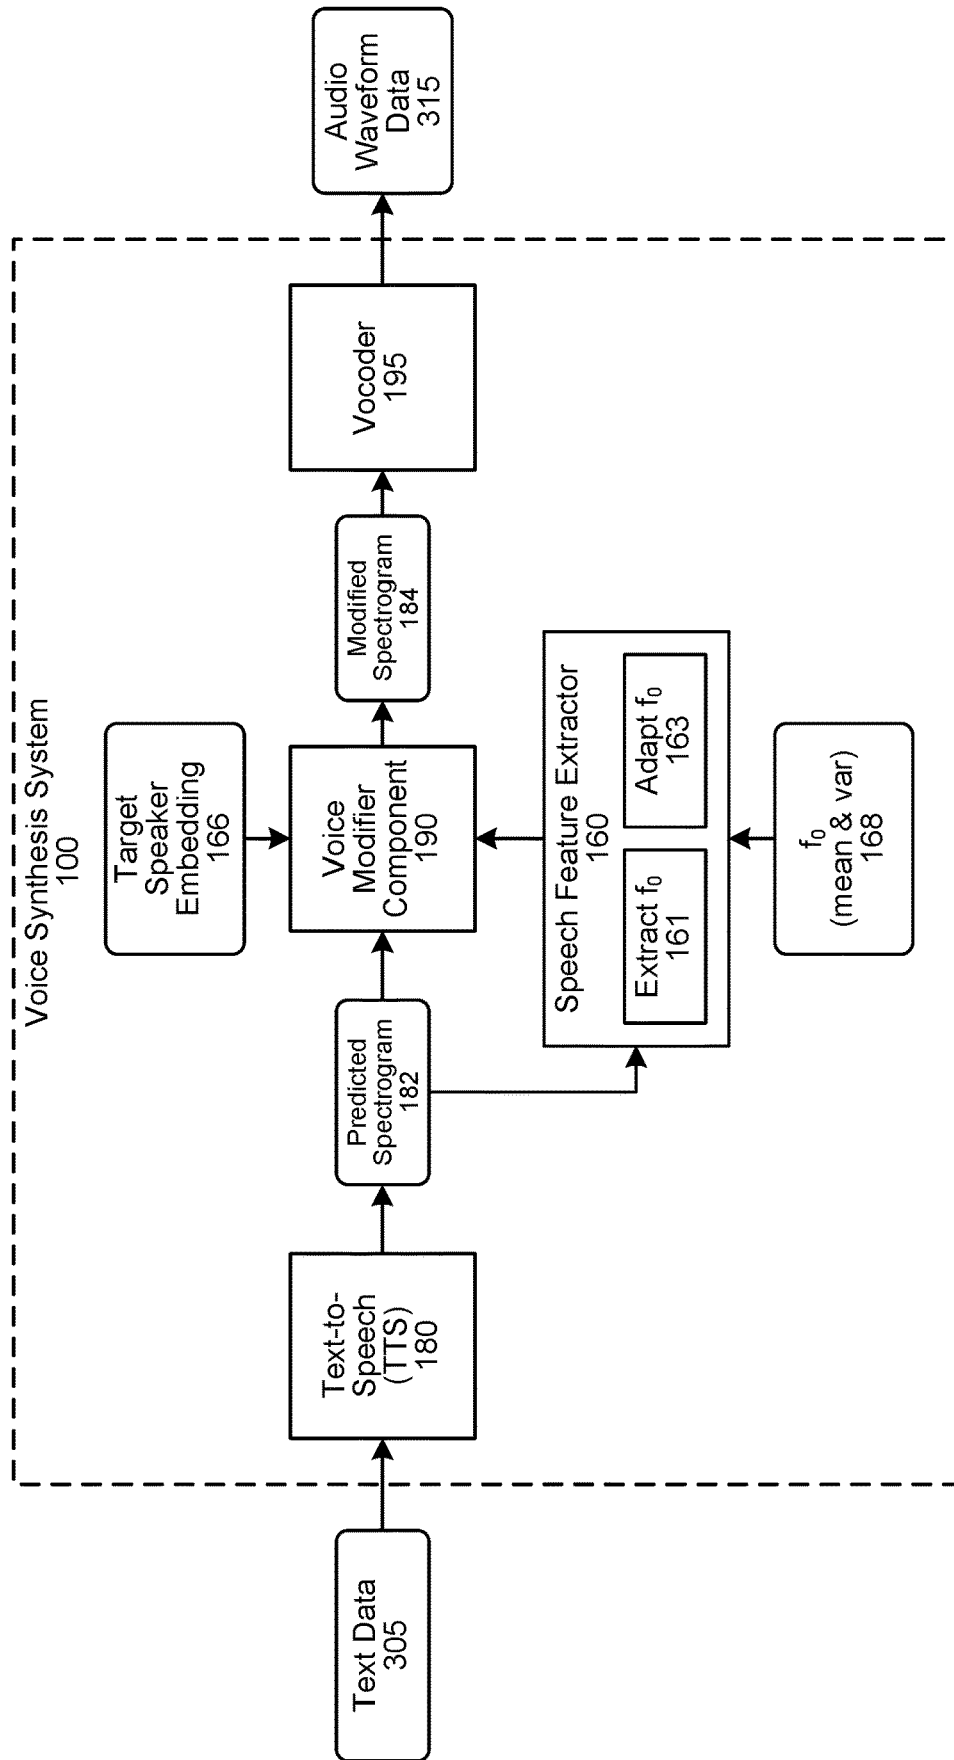 Voice Synthesis System
100
Text Data
305
Text-to-
Speech
(TTS)
180
Predicted
Spectrogram
182
Target
Speaker
Embedding
166
Voice
Modifier
Component
190
Speech Feature Extractor
160
Extract f₀
161
Adapt f₀
163
f₀
(mean & var)
168
Modified
Spectrogram
184
Vocoder
195
Audio
Waveform
Data
315